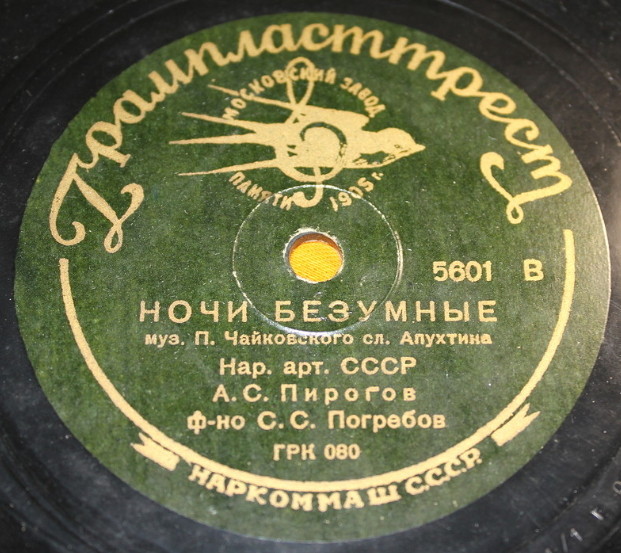 Грампласттрест
МОСКОВСКИЙ ЗАВОД
ПАМЯТИ 1905 г.
5601 В
НОЧИ БЕЗУМНЫЕ
муз. П. Чайковского сл. Апухтина
Нар. арт. СССР
А. С. Пирогов
ф-но С. С. Погребов
ГРК 080
НАРКОММАШ С.С.С.Р.